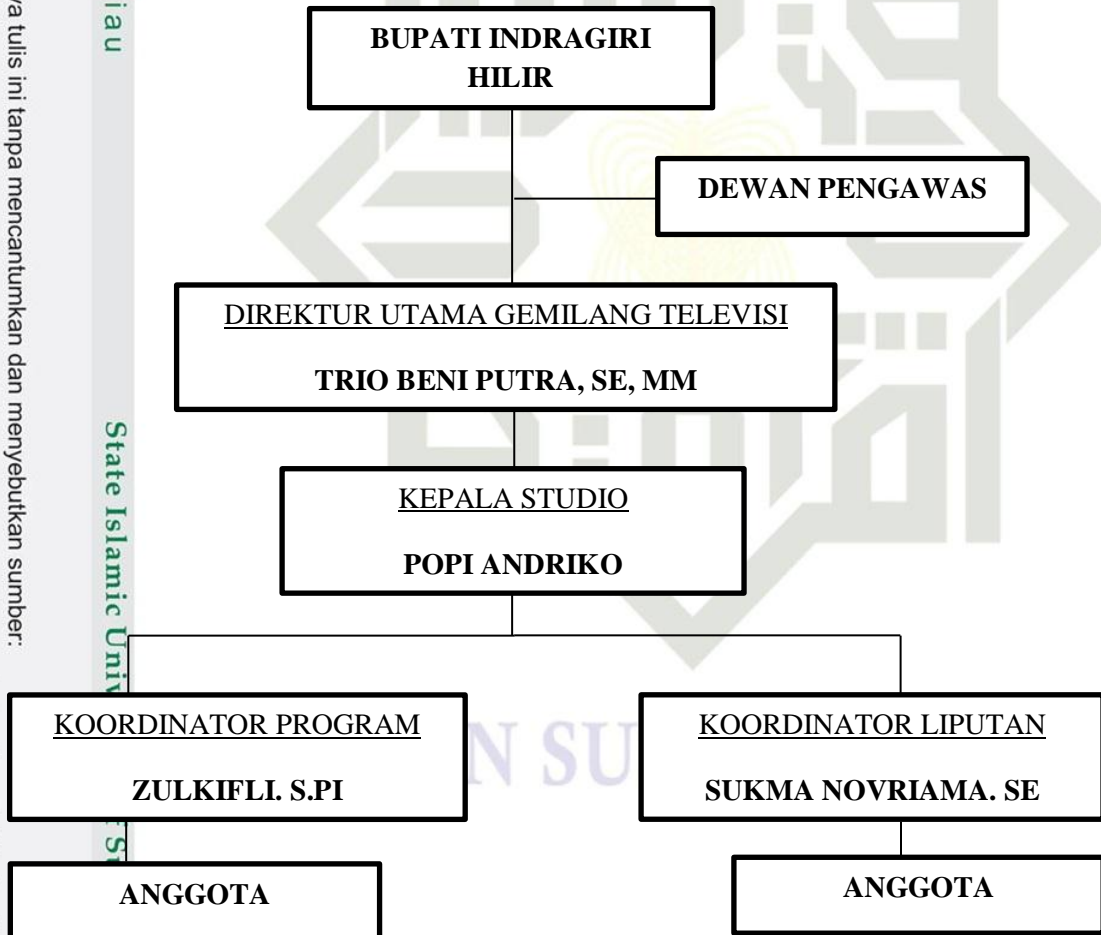 BUPATI INDRAGIRI
HILIR
DEWAN PENGAWAS
DIREKTUR UTAMA GEMILANG TELEVISI
TRIO BENI PUTRA, SE, MM
KEPALA STUDIO
POPI ANDRIKO
KOORDINATOR PROGRAM
ZULKIFLI. S.PI
KOORDINATOR LIPUTAN
SUKMA NOVRIAMA. SE
ANGGOTA
ANGGOTA
tulis ini tanpa mencantumkan dan menyebutkan sumber:
State Islamic
N SU